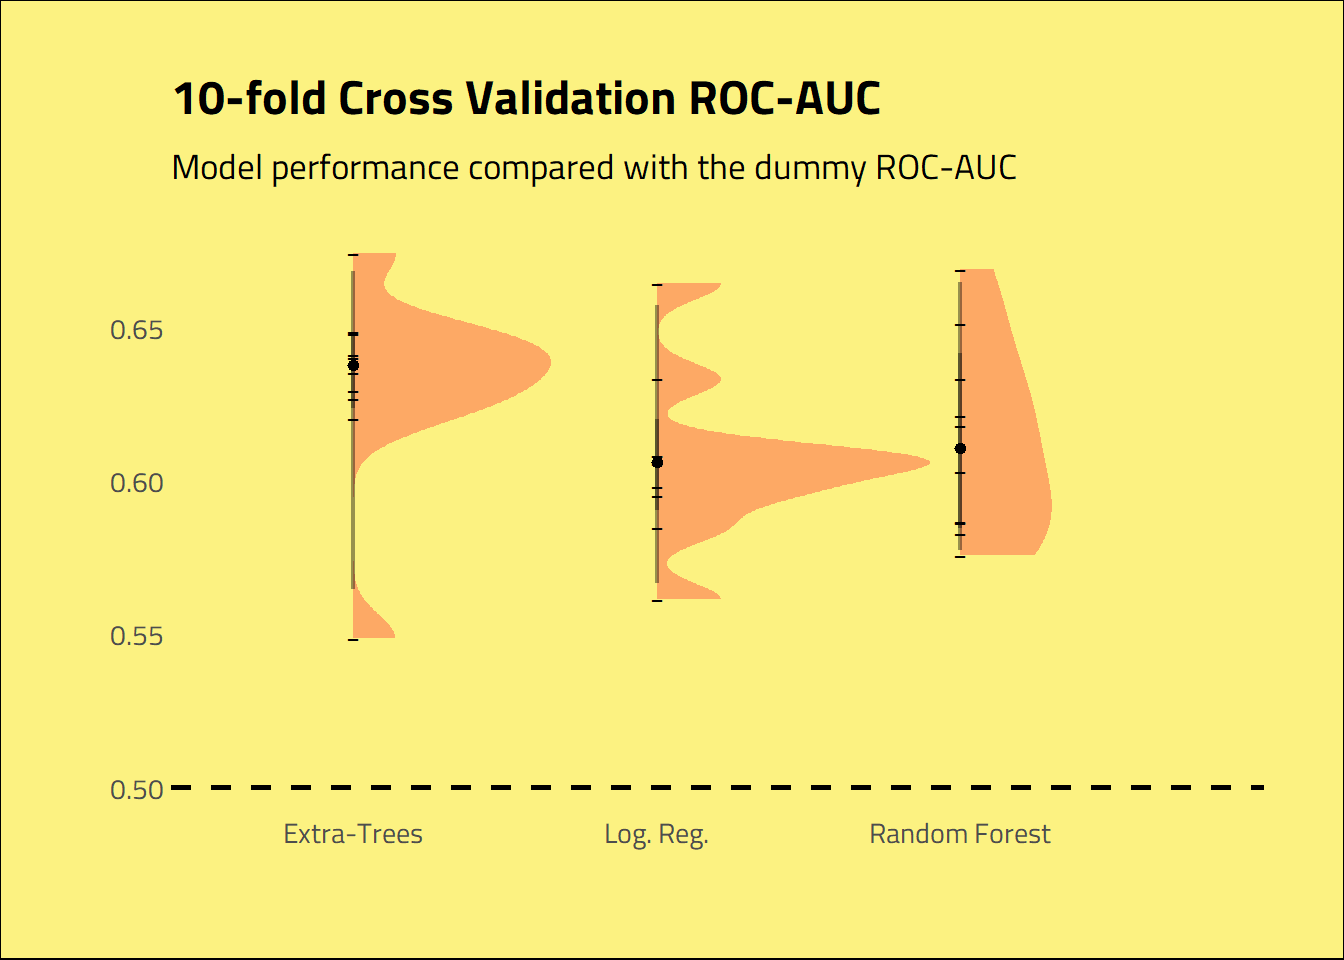 10-fold Cross Validation ROC-AUC
Model performance compared with the dummy ROC-AUC
0.65
0.60
0.55
0.50
Extra-Trees
Log. Reg.
Random Forest